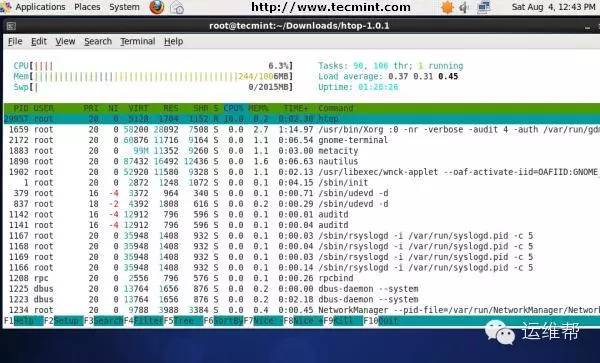 Applications Places System http://www.tecmint.com Sat Aug 4, 12:43 PM
root@tecmint:~/Downloads/htop-1.0.1
File Edit View Search Terminal Help
CPU[|||| 6.3%] Tasks: 90, 106 thr; 1 running
244/1006MB] Load average: 0.37 0.31 0.45
Swp[| 0/2015MB] Uptime: 01:28:26
PID USER PRI NI VIRT RES SHR S CPU% MEM% TIME+ Command
29957 root 20 0 5128 1704 1152 R 10.0 0.2 0:02.30 htop
1659 root 20 0 58200 28092 7508 S 0.0 2.7 1:14.97 /usr/bin/Xorg :0 -nr -verbose -audit 4 -auth /var/run/gdm
2172 root 20 0 60876 11716 9164 S 0.0 1.1 0:06.54 gnome-terminal
1883 root 20 0 99M 11352 9260 S 0.0 1.1 0:03.00 metacity
1890 root 20 0 87432 16492 12436 S 0.0 1.6 0:06.63 nautilus
1902 root 20 0 52920 11580 9328 S 0.0 1.1 0:02.13 /usr/libexec/wnck-applet --oaf-activate-iid=OAFIID:GNOME_
1 root 20 0 2872 1248 1072 S 0.0 0.1 0:04.15 /sbin/init
379 root 16 -4 3372 964 340 S 0.0 0.1 0:00.71 /sbin/udevd -d
837 root 18 -2 4392 1808 616 S 0.0 0.2 0:00.29 /sbin/udevd -d
1142 root 16 -4 12912 796 596 S 0.0 0.1 0:00.01 auditd
1141 root 16 -4 12912 796 596 S 0.0 0.1 0:00.04 auditd
1167 root 20 0 35948 1408 932 S 0.0 0.1 0:00.03 /sbin/rsyslogd -i /var/run/syslogd.pid -c 5
1168 root 20 0 35948 1408 932 S 0.0 0.1 0:00.04 /sbin/rsyslogd -i /var/run/syslogd.pid -c 5
1169 root 20 0 35948 1408 932 S 0.0 0.1 0:00.00 /sbin/rsyslogd -i /var/run/syslogd.pid -c 5
1166 root 20 0 35948 1408 932 S 0.0 0.1 0:00.14 /sbin/rsyslogd -i /var/run/syslogd.pid -c 5
1208 rpc 20 0 2556 796 576 S 0.0 0.1 0:00.26 rpcbind
1225 dbus 20 0 13764 1656 876 S 0.0 0.2 0:00.00 dbus-daemon --system
1223 dbus 20 0 13764 1656 876 S 0.0 0.2 0:02.18 dbus-daemon --system
1234 root 20 0 9788 3988 3384 S 0.0 0.4 0:00.45 NetworkManager --pid-file=/var/run/NetworkManager/Netwo
F1Help F2Setup F3Search F4Filter F5Tree F6SortBy F7Nice - F8Nice + F9Kill F10Quit
运维帮